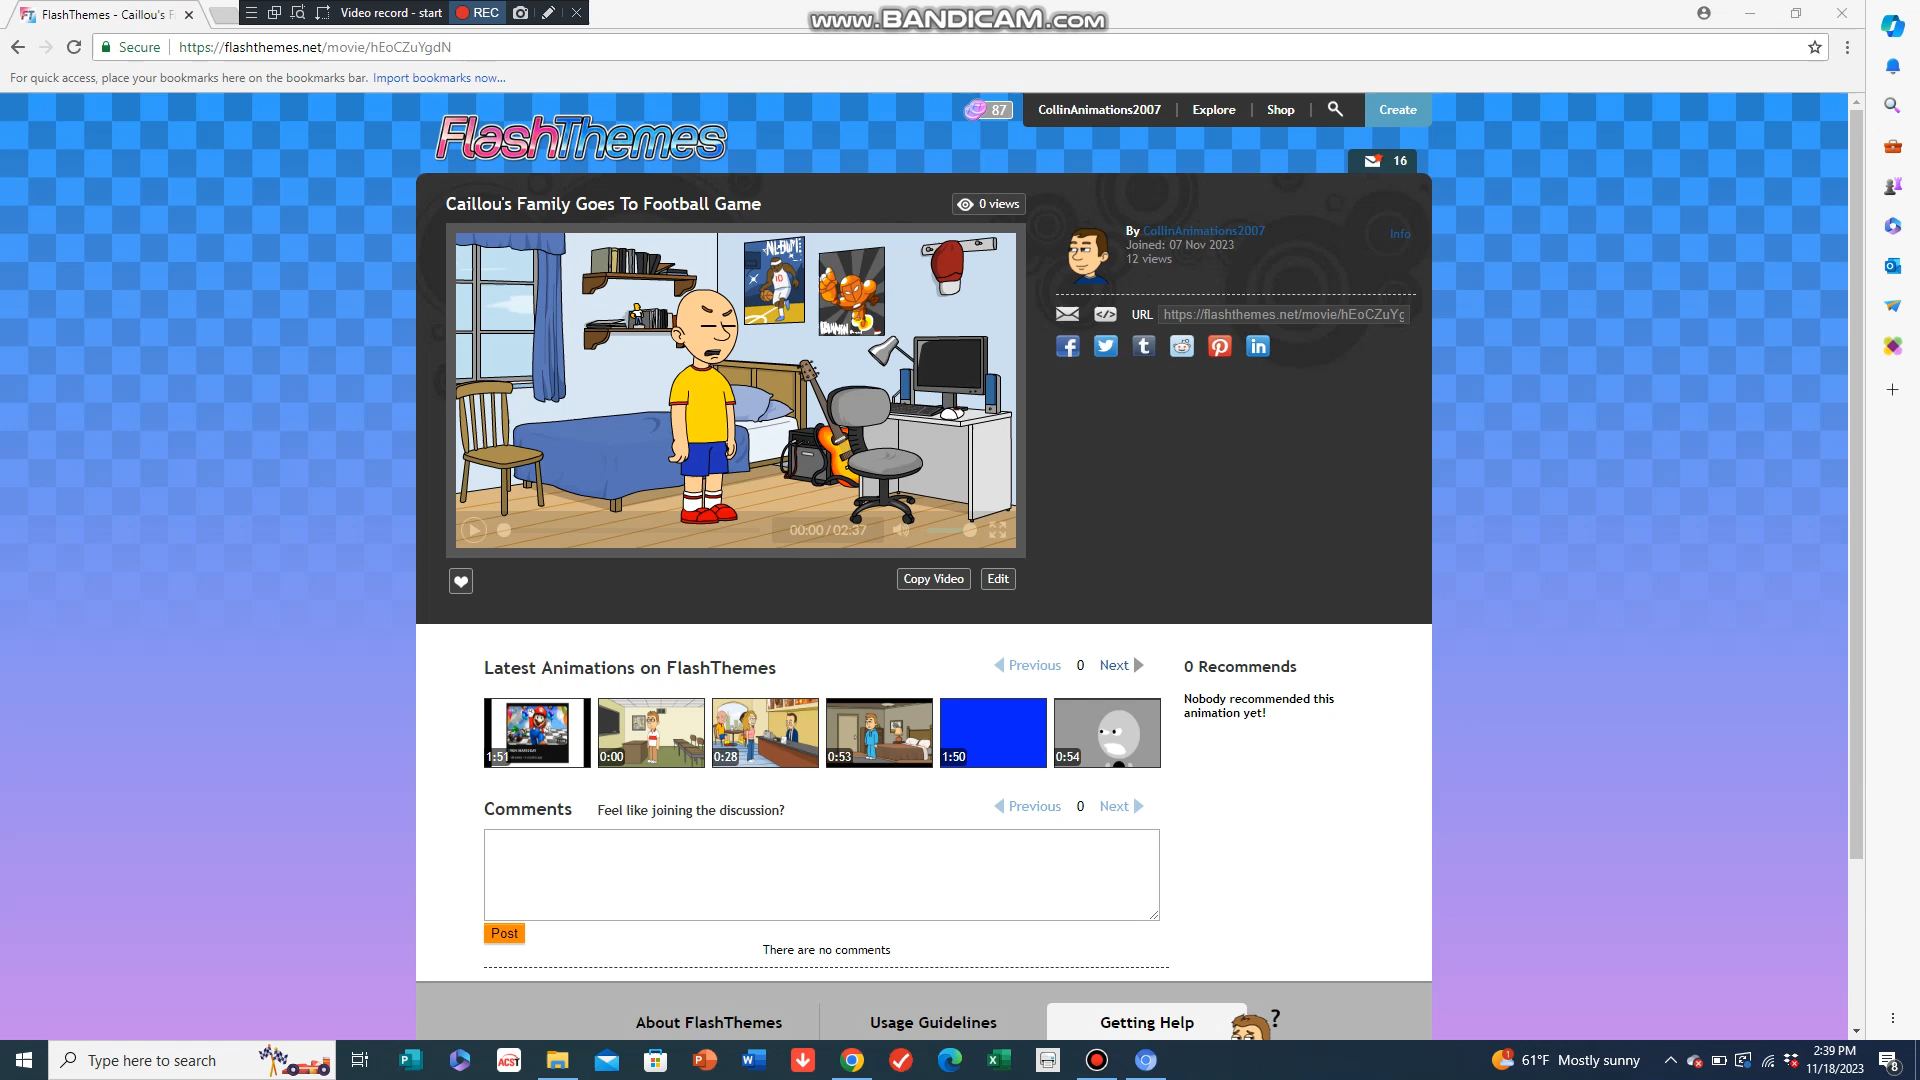 FlashThemes - Caillou's F
Video record - start
REC
WWW.BANDICAM.COM
Secure
https://flashthemes.net/movie/hEoCZuYgdN
For quick access, place your bookmarks here on the bookmarks bar. Import bookmarks now...
87
CollinAnimations2007
Explore
Shop
Create
FlashThemes
16
Caillou's Family Goes To Football Game
0 views
By CollinAnimations2007
Info
Joined: 07 Nov 2023
12 views
URL
https://flashthemes.net/movie/hEoCZuYg
10
00:00 / 02:37
Copy Video
Edit
Latest Animations on FlashThemes
Previous 0 Next
0 Recommends
Nobody recommended this
animation yet!
1:51
0:00
0:28
0:53
1:50
0:54
Comments
Feel like joining the discussion?
Previous 0 Next
Post
There are no comments
About FlashThemes
Usage Guidelines
Getting Help
?
Type here to search
ACST
61°F Mostly sunny
2:39 PM
11/18/2023
8